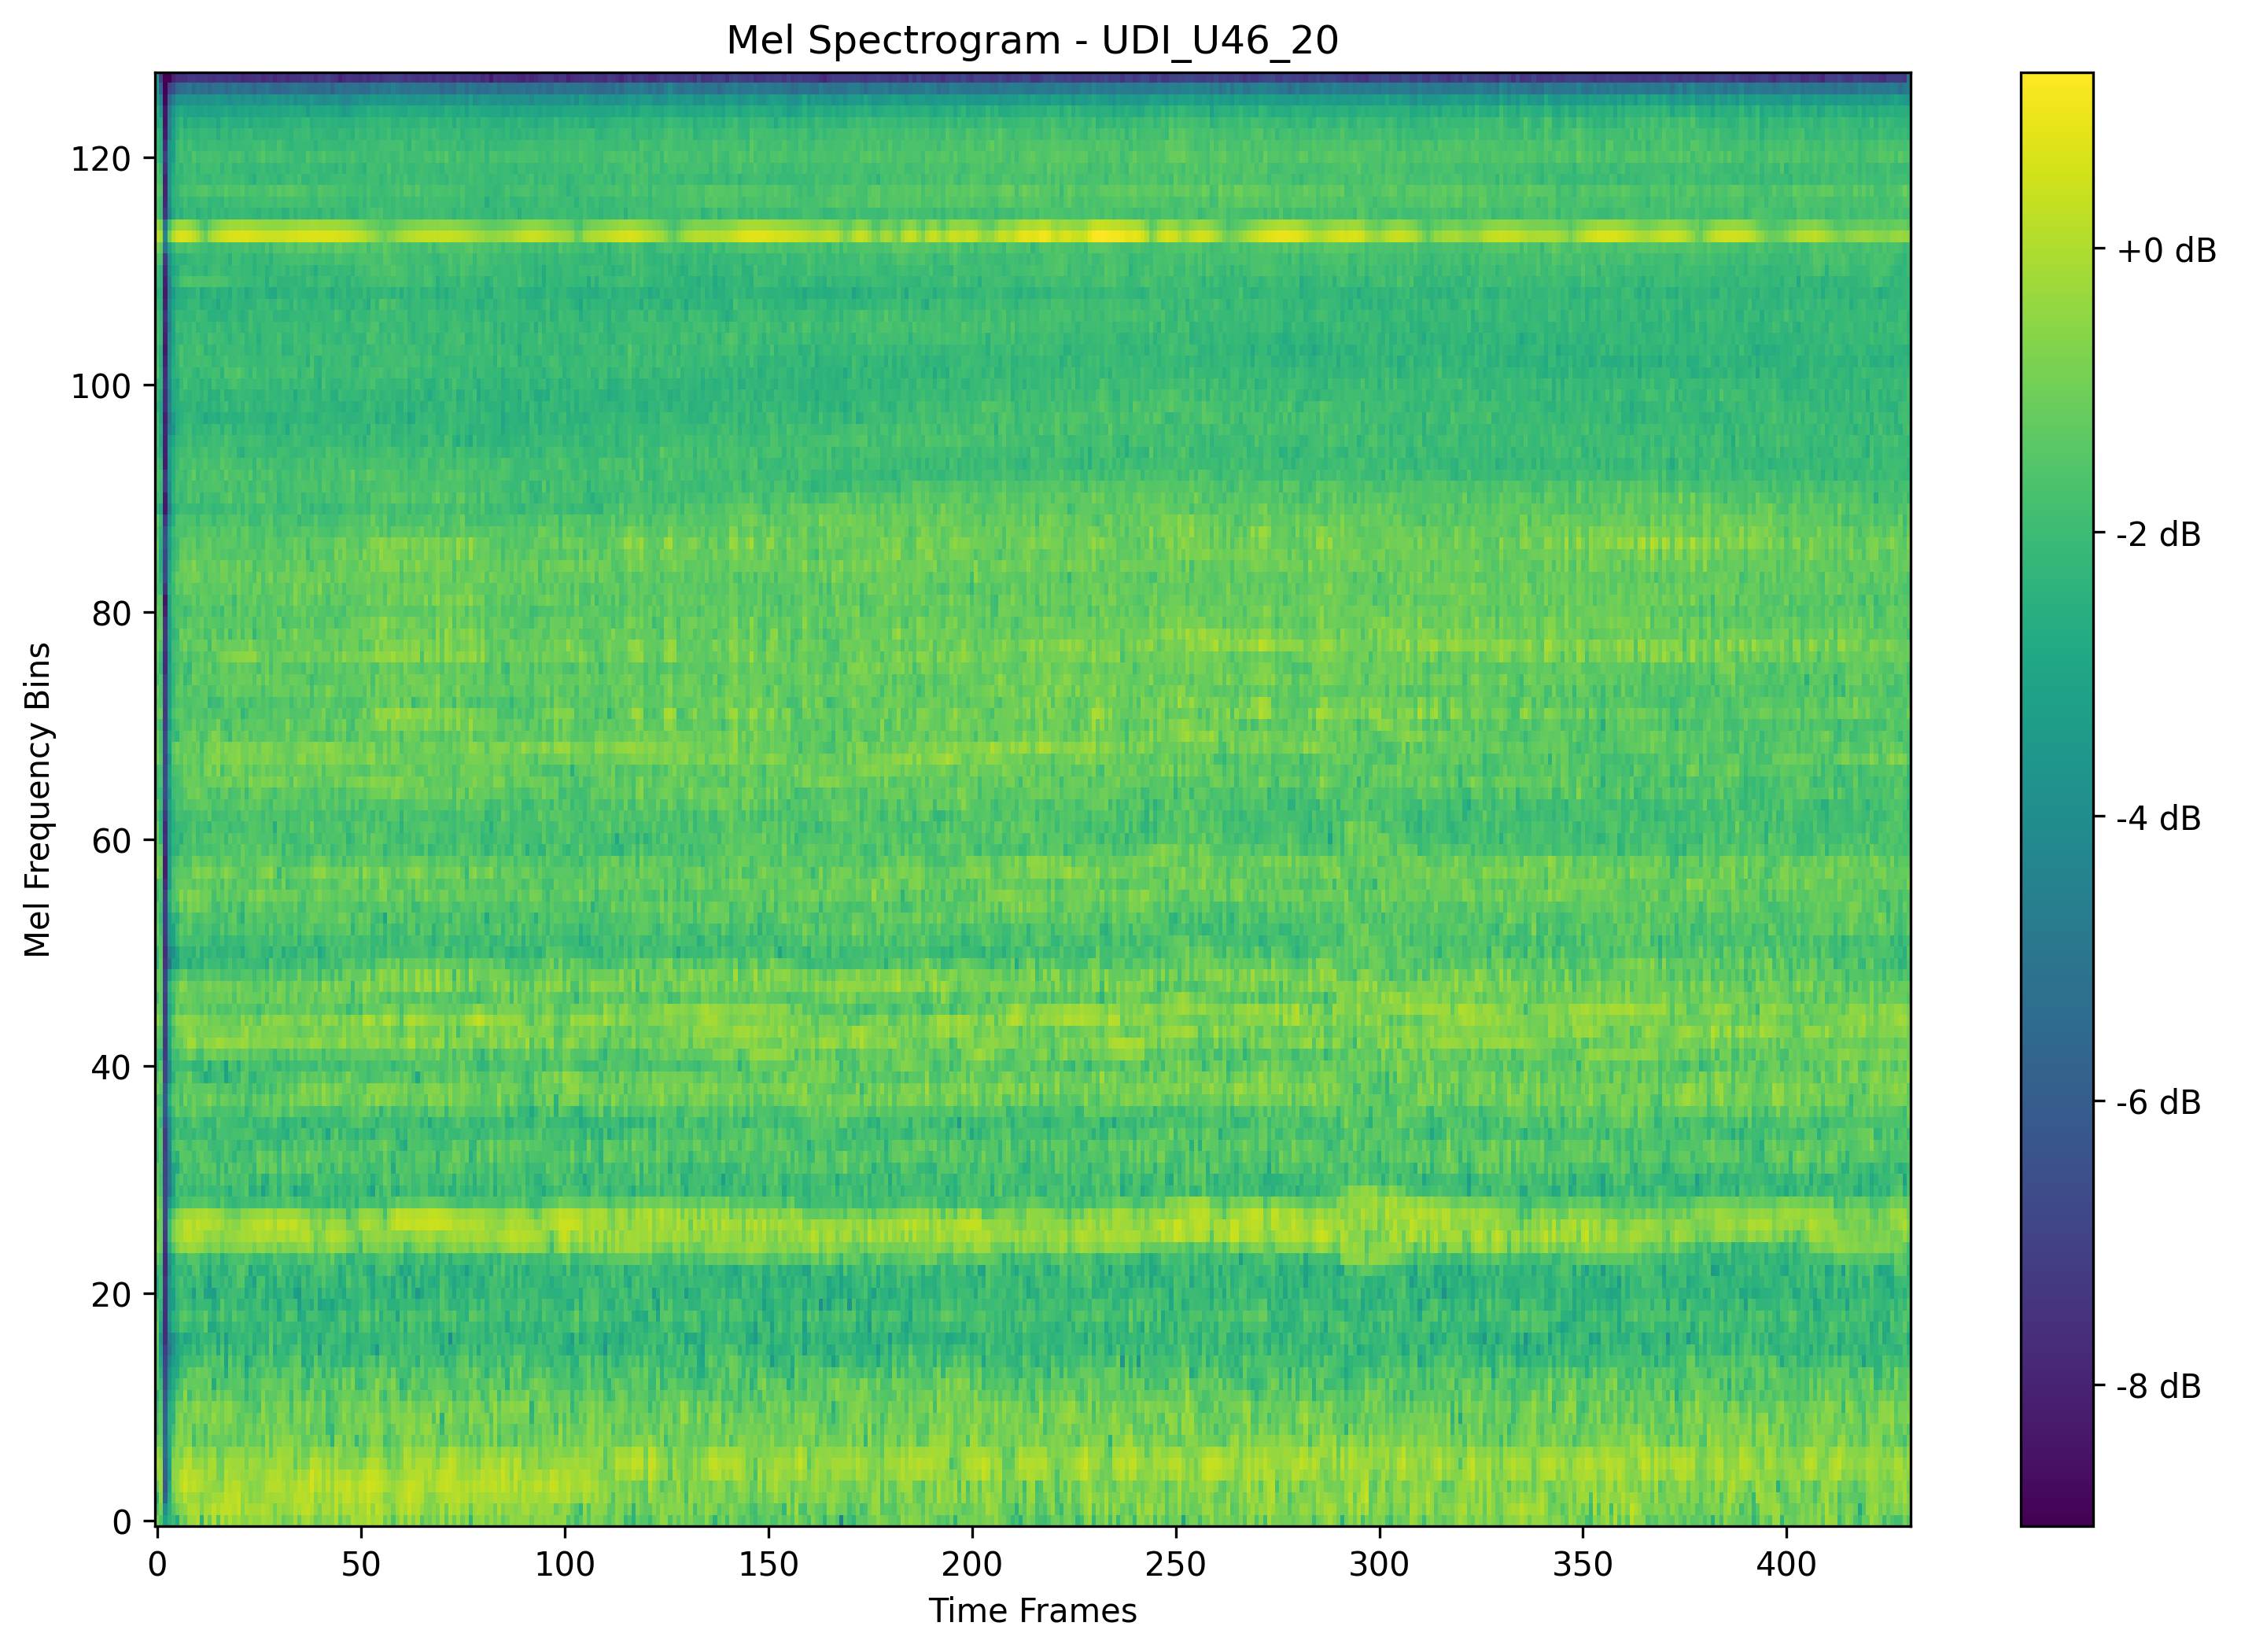 Mel Spectrogram - UDI_U46_20
120
100
80
60
40
20
0
Mel Frequency Bins
0 50 100 150 200 250 300 350 400
Time Frames
+0 dB
-2 dB
-4 dB
-6 dB
-8 dB